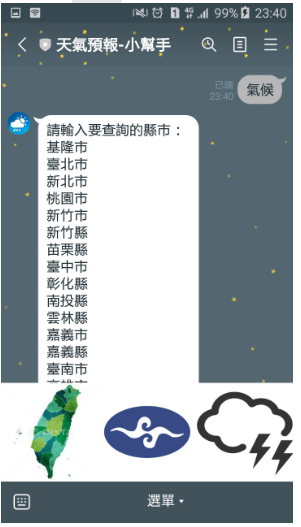 4G 99% 23:40
天氣預報-小幫手
已讀
23:40
氣候
請輸入要查詢的縣市：
基隆市
臺北市
新北市
桃園市
新竹市
新竹縣
苗栗縣
臺中市
彰化縣
南投縣
雲林縣
嘉義市
嘉義縣
臺南市
選單